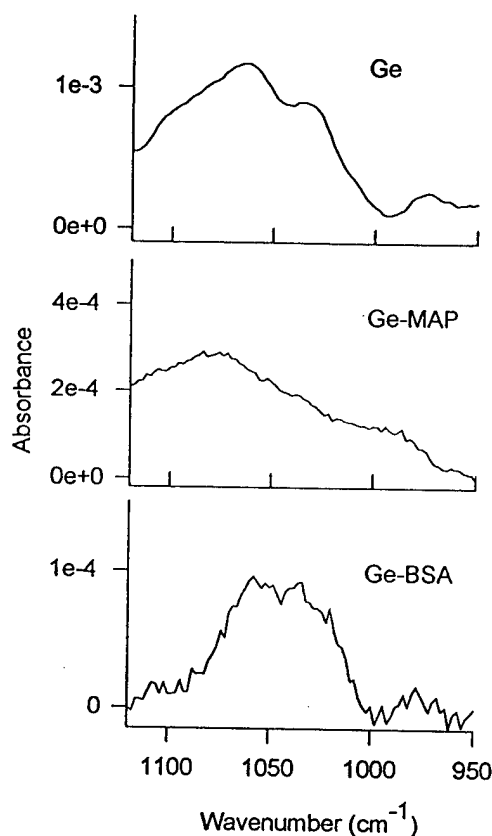 Ge
1e-3
0e+0
Ge-MAP
4e-4
2e-4
0e+0
Absorbance
Ge-BSA
1e-4
0
1100 1050 1000 950
Wavenumber (cm⁻¹)